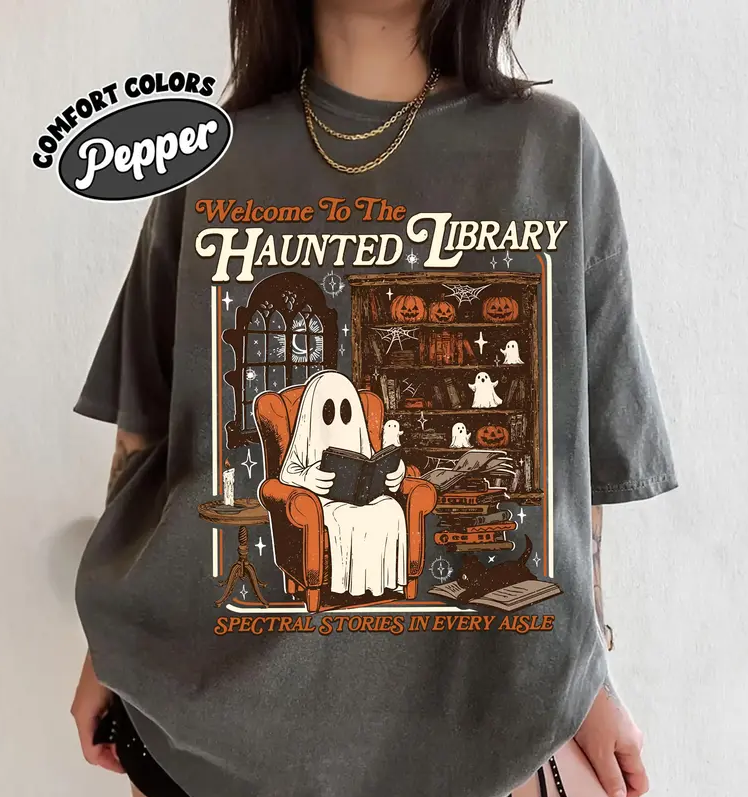 COMFORT COLORS
Pepper
Welcome To The
HAUNTED LIBRARY
SPECTRAL STORIES IN EVERY AISLE